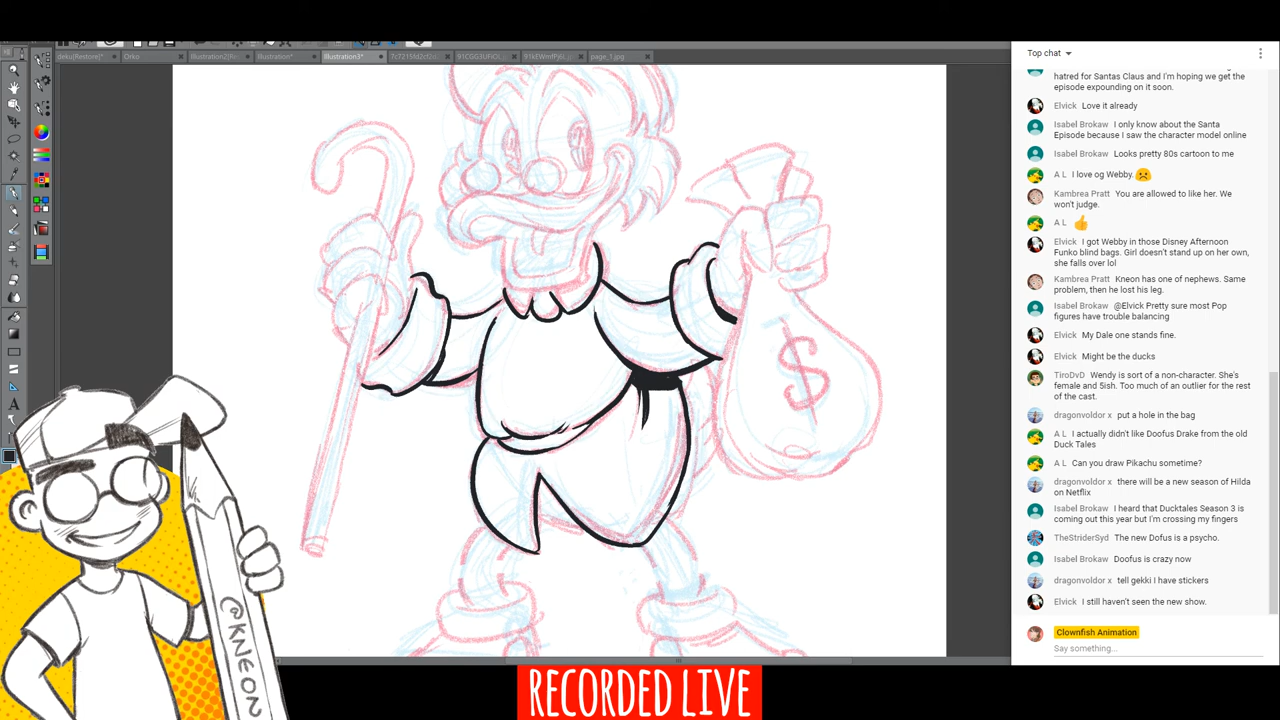 deku(Restore)*
Orko
Illustration2(R
Illustration*
Illustration3*
page_1.jpg
Top chat
hatred for Santas Claus and I'm hoping we get the
episode expounding on it soon.
Elvick Love it already
Isabel Brokaw I only know about the Santa
Episode because I saw the character model online
Isabel Brokaw Looks pretty 80s cartoon to me
A L I love og Webby.
Kambrea Pratt You are allowed to like her. We
won't judge.
A L
Elvick I got Webby in those Disney Afternoon
Funko blind bags. Girl doesn't stand up on her own,
she falls over lol
Kambrea Pratt Kneon has one of nephews. Same
problem, then he lost his leg.
Isabel Brokaw @Elvick Pretty sure most Pop
figures have trouble balancing
Elvick My Dale one stands fine.
Elvick Might be the ducks
TiroDvD Wendy is sort of a non-character. She's
female and 5ish. Too much of an outlier for the rest
of the cast.
dragonvoldor x put a hole in the bag
A L I actually didn't like Doofus Drake from the old
Duck Tales
A L Can you draw Pikachu sometime?
dragonvoldor x there will be a new season of Hilda
on Netflix
Isabel Brokaw I heard that Ducktales Season 3 is
coming out this year but I'm crossing my fingers
TheStriderSyd The new Dofus is a psycho.
Isabel Brokaw Doofus is crazy now
dragonvoldor x tell gekki I have stickers
Elvick I still haven't seen the new show.
Clownfish Animation
Say something...
$
@KNEON
RECORDED LIVE